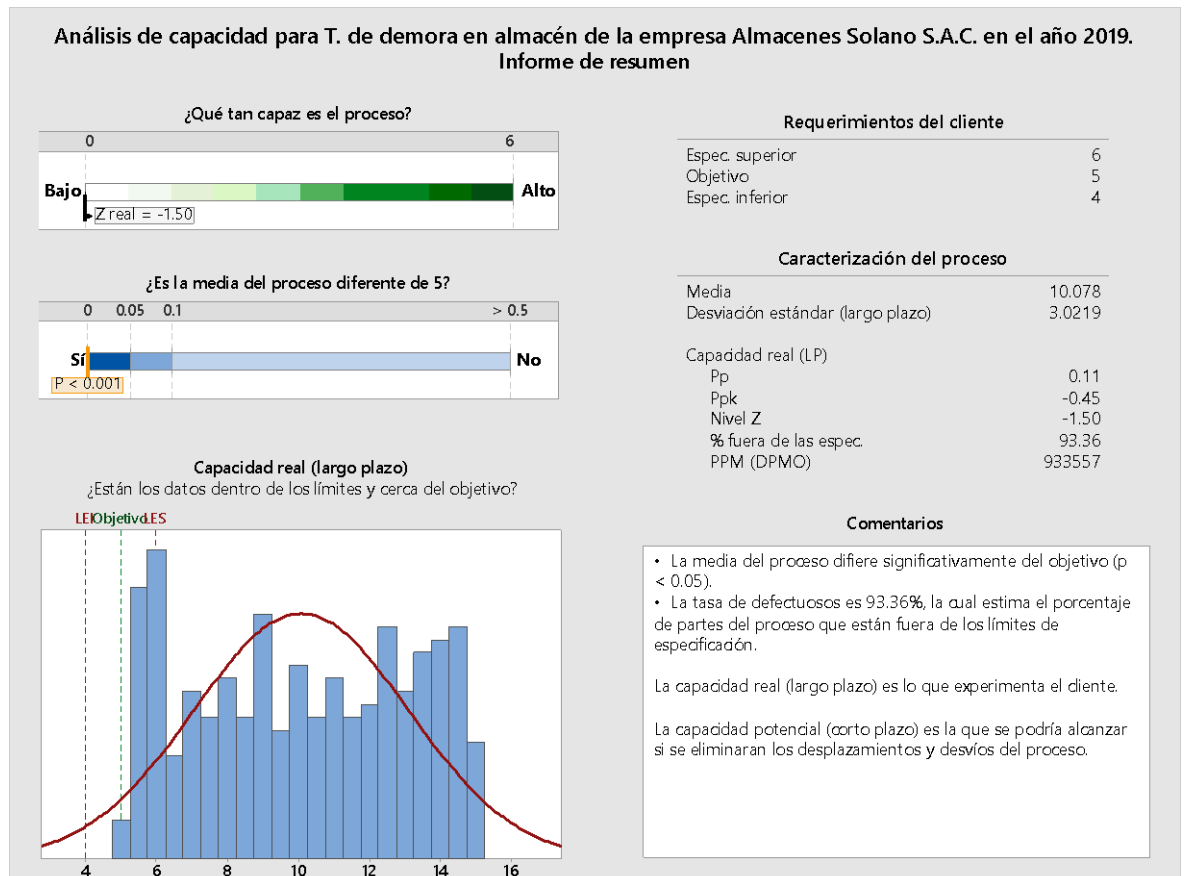 Análisis de capacidad para T. de demora en almacén de la empresa Almacenes Solano S.A.C. en el año 2019.
Informe de resumen
¿Qué tan capaz es el proceso?
0 6
Bajo Alto
Z real = -1.50
¿Es la media del proceso diferente de 5?
0 0.05 0.1 > 0.5
Sí No
P < 0.001
Capacidad real (largo plazo)
¿Están los datos dentro de los límites y cerca del objetivo?
LEI Objetivo LES
4 6 8 10 12 14 16
Requerimientos del cliente
Espec. superior 6
Objetivo 5
Espec. inferior 4
Caracterización del proceso
Media 10.078
Desviación estándar (largo plazo) 3.0219
Capacidad real (LP)
Pp 0.11
Ppk -0.45
Nivel Z -1.50
% fuera de las espec. 93.36
PPM (DPMO) 933557
Comentarios
• La media del proceso difiere significativamente del objetivo (p
< 0.05).
• La tasa de defectuosos es 93.36%, la cual estima el porcentaje
de partes del proceso que están fuera de los límites de
especificación.
La capacidad real (largo plazo) es lo que experimenta el cliente.
La capacidad potencial (corto plazo) es la que se podría alcanzar
si se eliminaran los desplazamientos y desvíos del proceso.